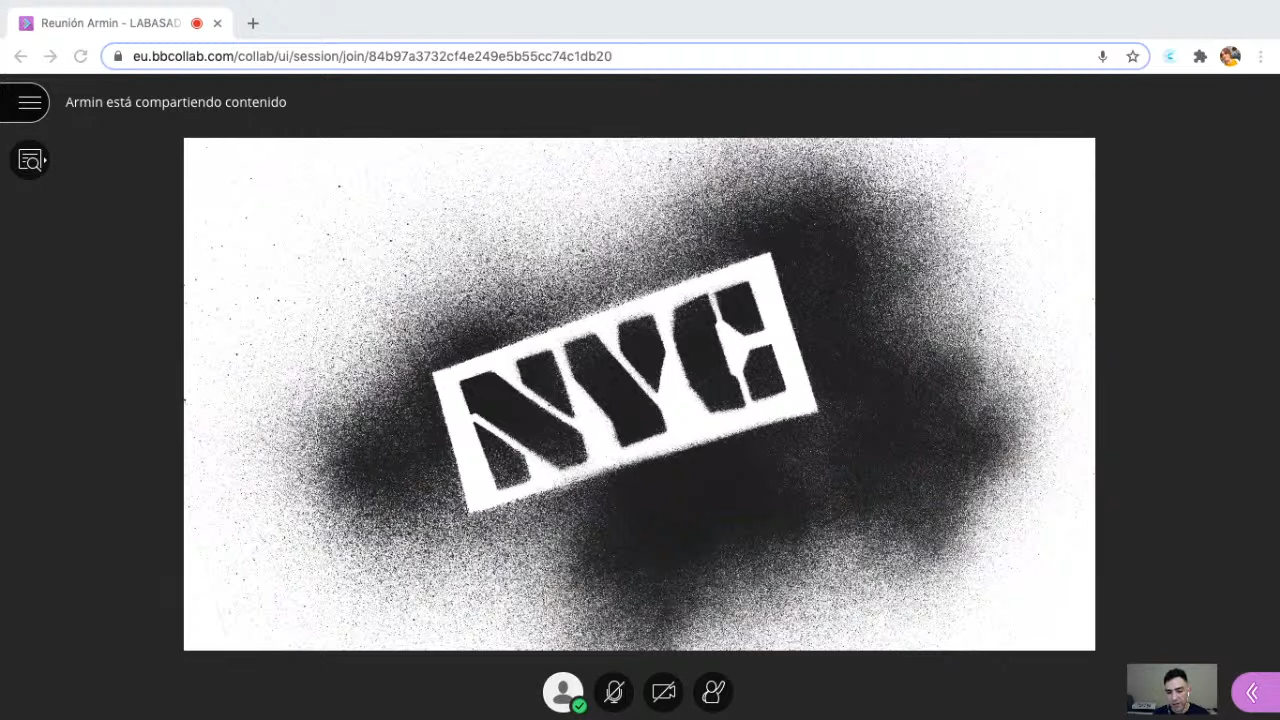 Reunión Armin - LABASAD
eu.bbcollab.com/collab/ui/session/join/84b97a3732cf4e249e5b55cc74c1db20
Armin está compartiendo contenido
NYC